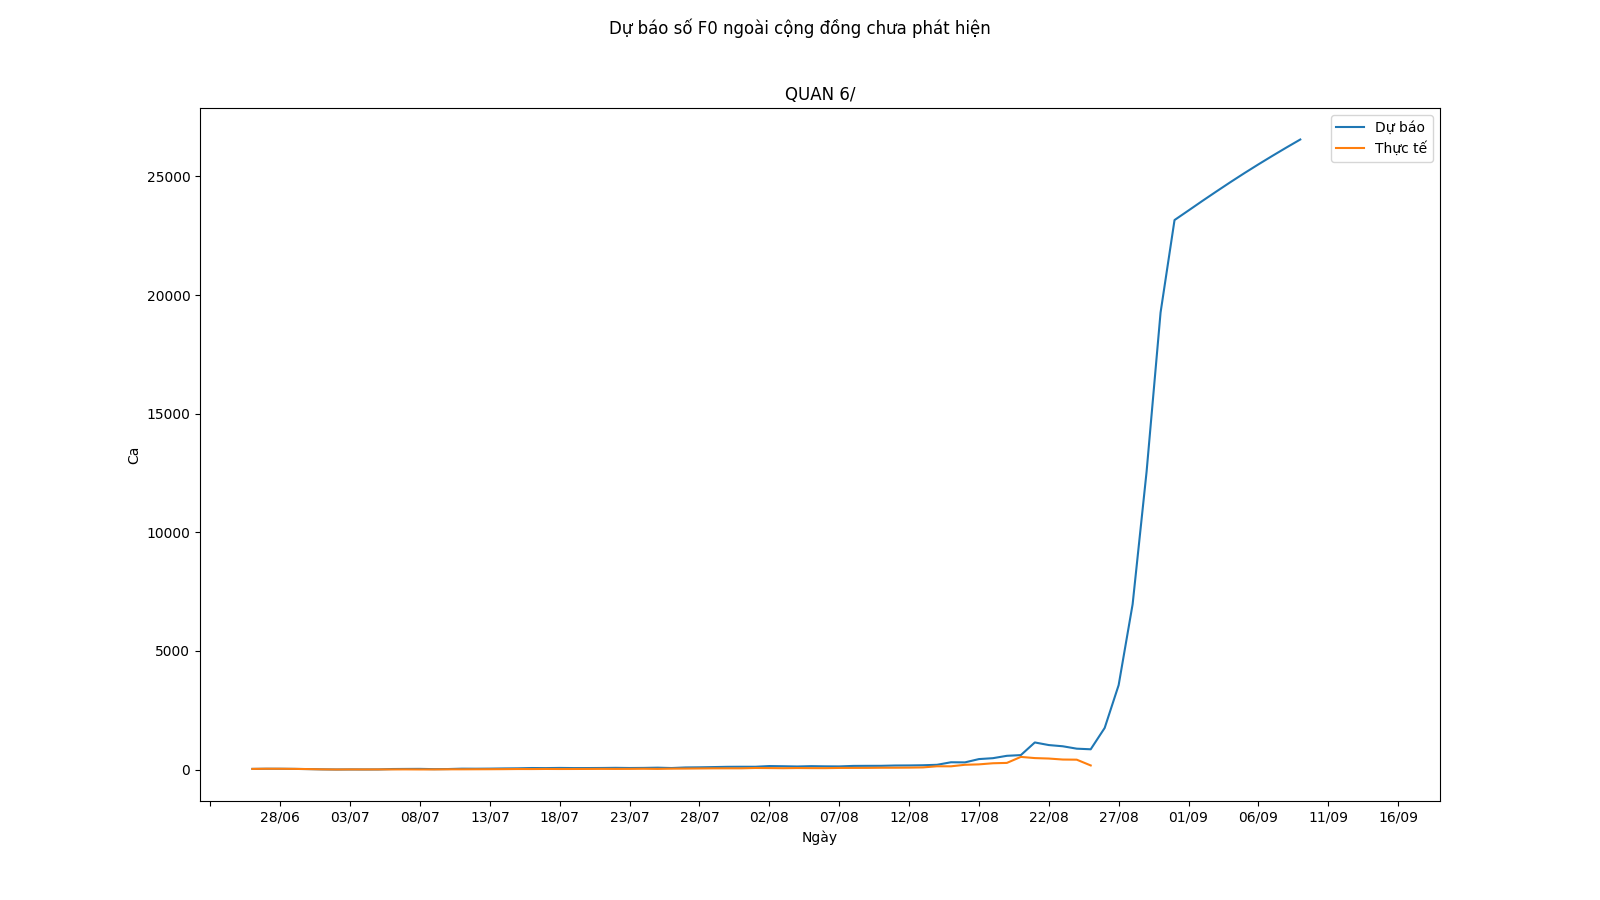 Dự báo số F0 ngoài cộng đồng chưa phát hiện
QUAN 6/
Dự báo
Thực tế
25000
20000
15000
10000
5000
0
Ca
28/06 03/07 08/07 13/07 18/07 23/07 28/07 02/08 07/08 12/08 17/08 22/08 27/08 01/09 06/09 11/09 16/09
Ngày